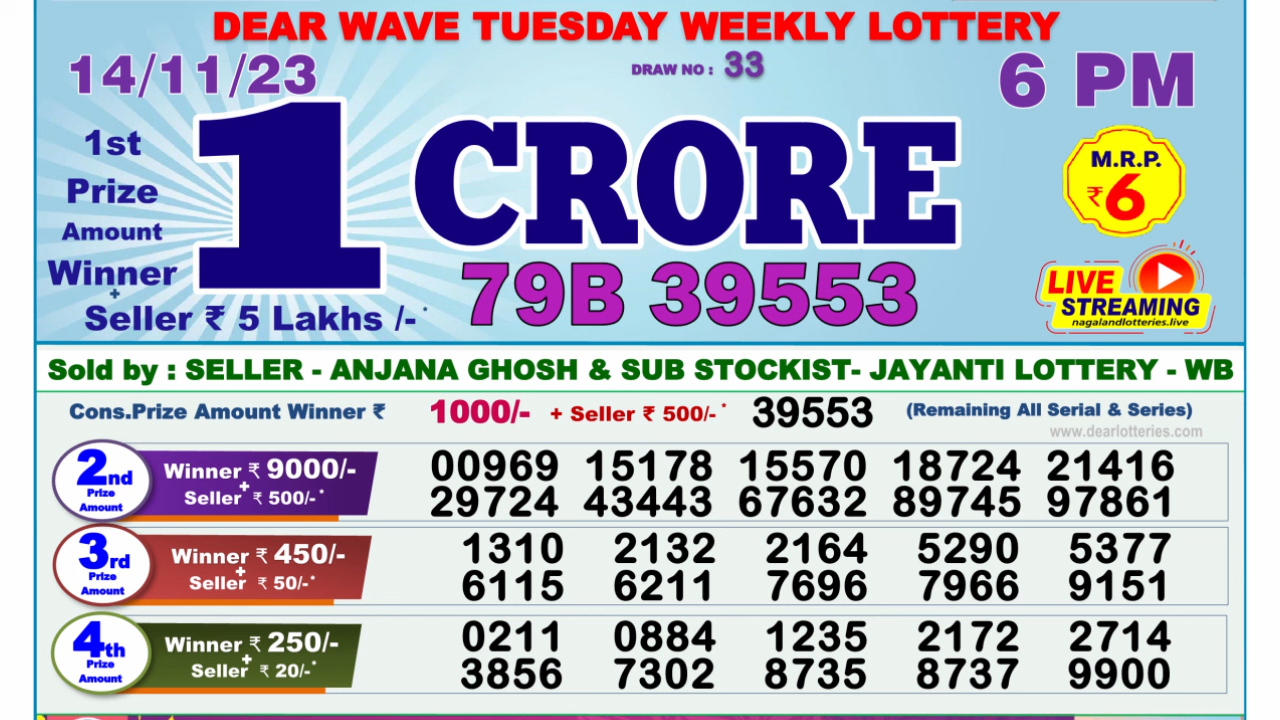 DEAR WAVE TUESDAY WEEKLY LOTTERY
14/11/23
DRAW NO : 33
6 PM
1st
Prize
Amount
Winner
+
Seller ₹ 5 Lakhs /-*
1 CRORE
79B 39553
M.R.P.
₹6
LIVE
STREAMING
nagalandlotteries.live
Sold by : SELLER - ANJANA GHOSH & SUB STOCKIST- JAYANTI LOTTERY - WB
Cons.Prize Amount Winner ₹ 1000/- + Seller ₹ 500/-* 39553 (Remaining All Serial & Series)
www.dearlotteries.com
2nd
Prize
Amount
Winner ₹ 9000/-
+
Seller ₹ 500/-*
00969 15178 15570 18724 21416
29724 43443 67632 89745 97861
3rd
Prize
Amount
Winner ₹ 450/-
+
Seller ₹ 50/-*
1310 2132 2164 5290 5377
6115 6211 7696 7966 9151
4th
Prize
Amount
Winner ₹ 250/-
+
Seller ₹ 20/-*
0211 0884 1235 2172 2714
3856 7302 8735 8737 9900